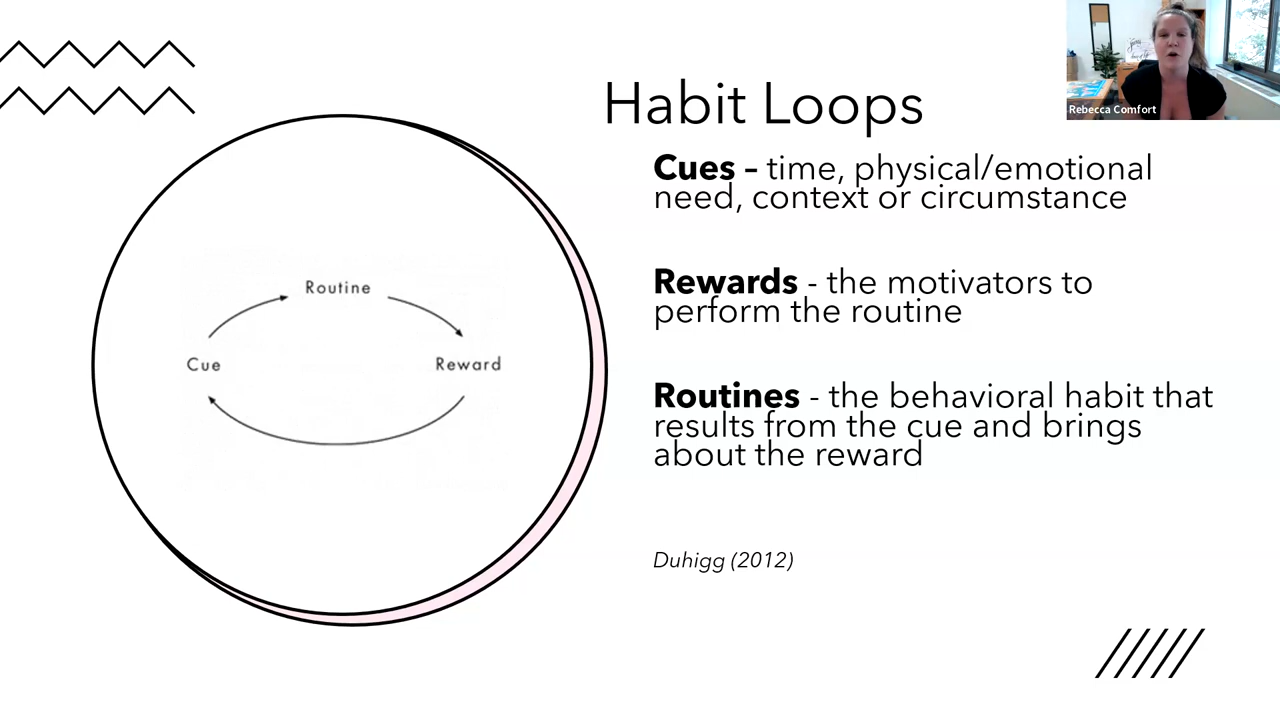 Habit Loops
Rebecca Comfort
Cues – time, physical/emotional
need, context or circumstance
Rewards - the motivators to
perform the routine
Routines - the behavioral habit that
results from the cue and brings
about the reward
Duhigg (2012)
Routine
Cue
Reward